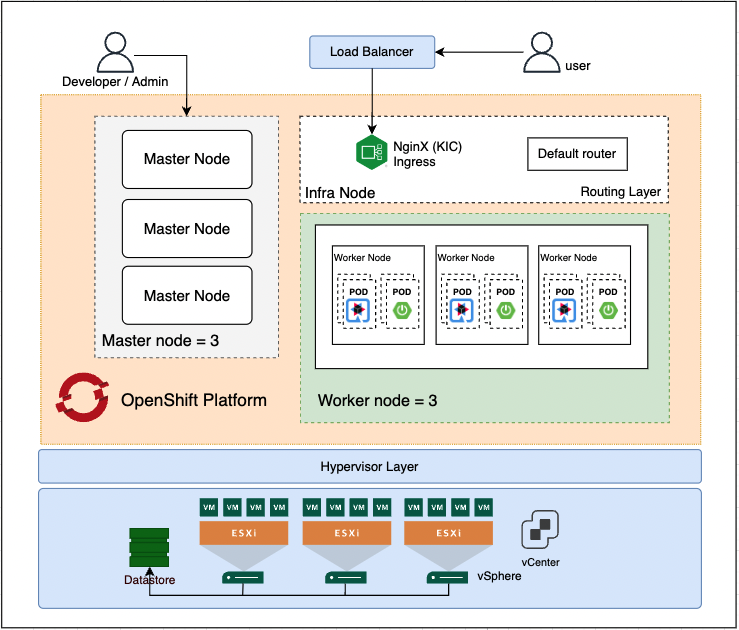 Load Balancer
user
Developer / Admin
Master Node
Master Node
Master Node
Master node = 3
NginX (KIC)
Ingress
Default router
Infra Node
Routing Layer
Worker Node
POD
POD
Worker Node
POD
POD
Worker Node
POD
POD
Worker node = 3
OpenShift Platform
Hypervisor Layer
VM VM VM VM
VM VM VM VM
VM VM VM VM
ESXi
ESXi
ESXi
vCenter
Datastore
vSphere